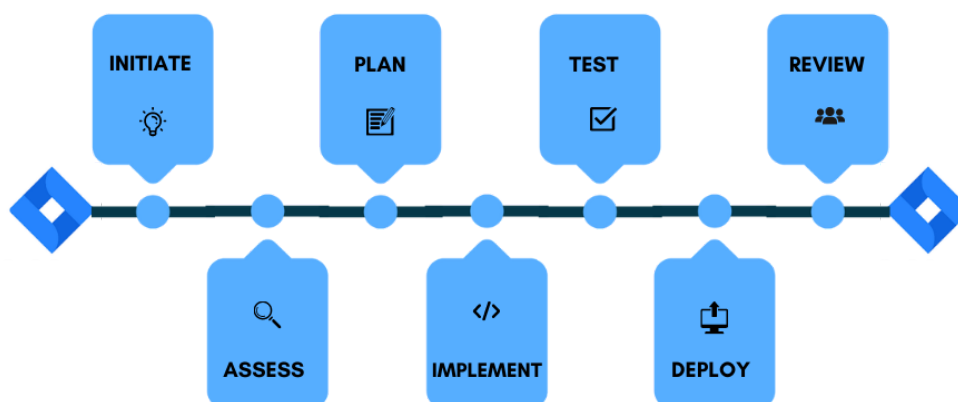 INITIATE
PLAN
TEST
REVIEW
</>
ASSESS
IMPLEMENT
DEPLOY